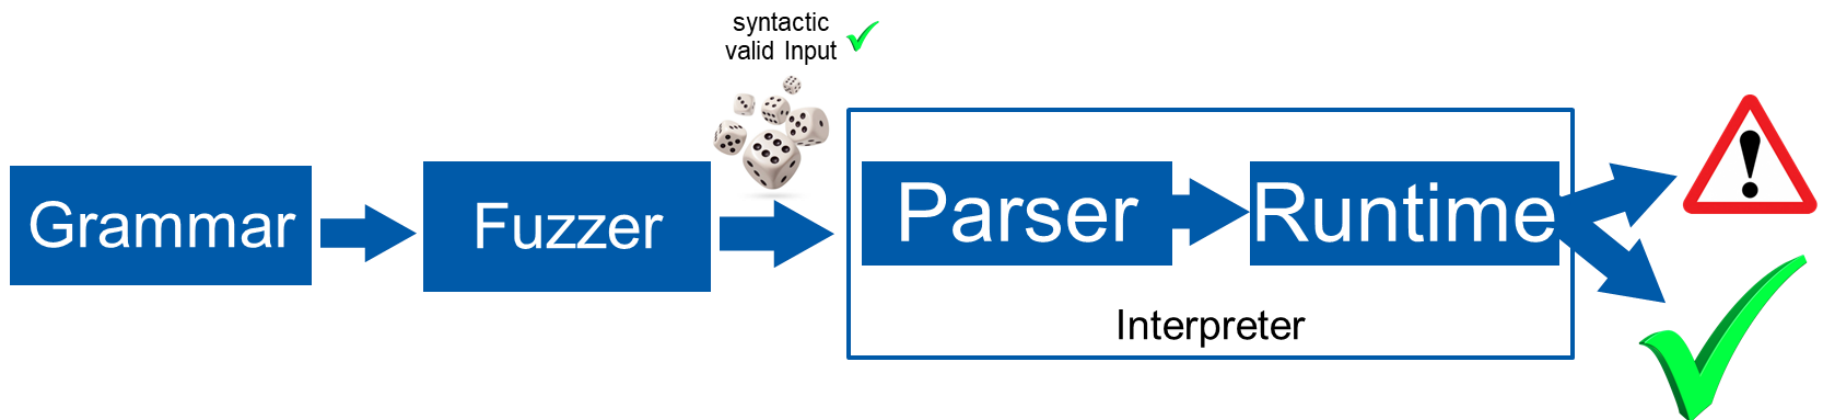 syntactic
valid Input
Grammar
Fuzzer
Parser
Runtime
Interpreter